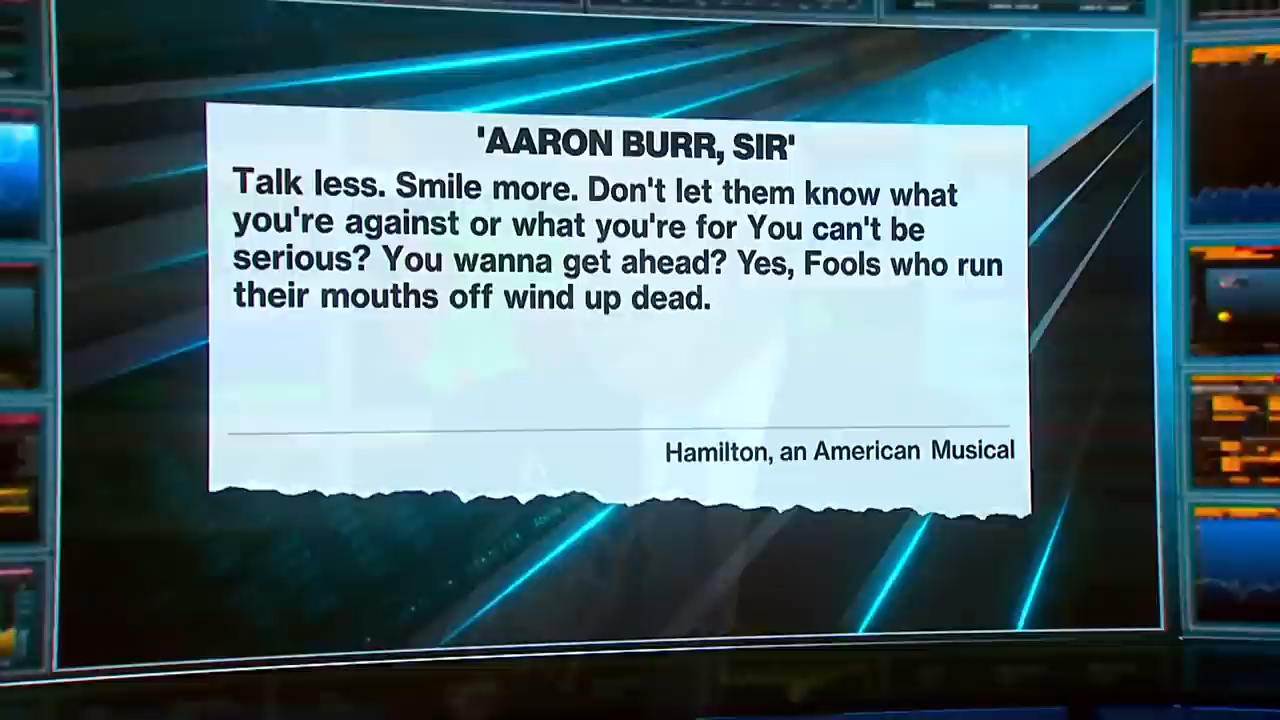 'AARON BURR, SIR'
Talk less. Smile more. Don't let them know what
you're against or what you're for You can't be
serious? You wanna get ahead? Yes, Fools who run
their mouths off wind up dead.
Hamilton, an American Musical